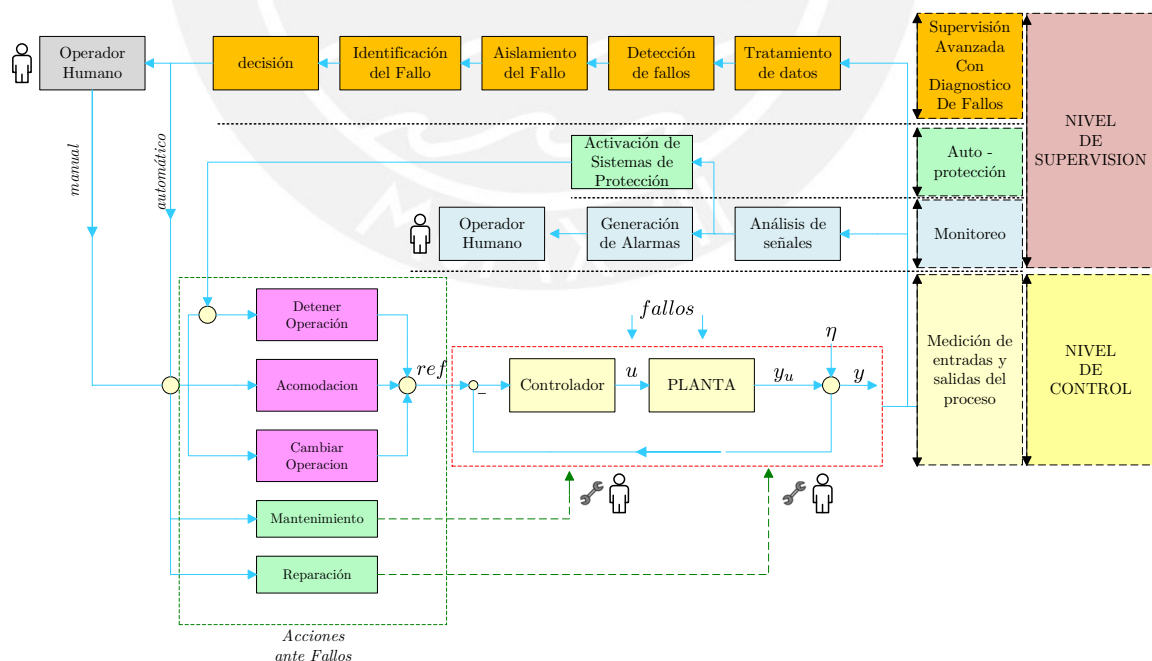 Operador
Humano
decisión
Identificación
del Fallo
Aislamiento
del Fallo
Detección
de fallos
Tratamiento
de datos
Supervisión
Avanzada
Con
Diagnostico
De Fallos
NIVEL
DE
SUPERVISION
manual
automático
Activación de
Sistemas de
Protección
Auto -
protección
Operador
Humano
Generación
de Alarmas
Análisis de
señales
Monitoreo
Detener
Operación
Acomodacion
Cambiar
Operacion
Mantenimiento
Reparación
Acciones
ante Fallos
ref
fallos
−
Controlador
u
PLANTA
y_u
η
y
Medición de
entradas y
salidas del
proceso
NIVEL
DE
CONTROL